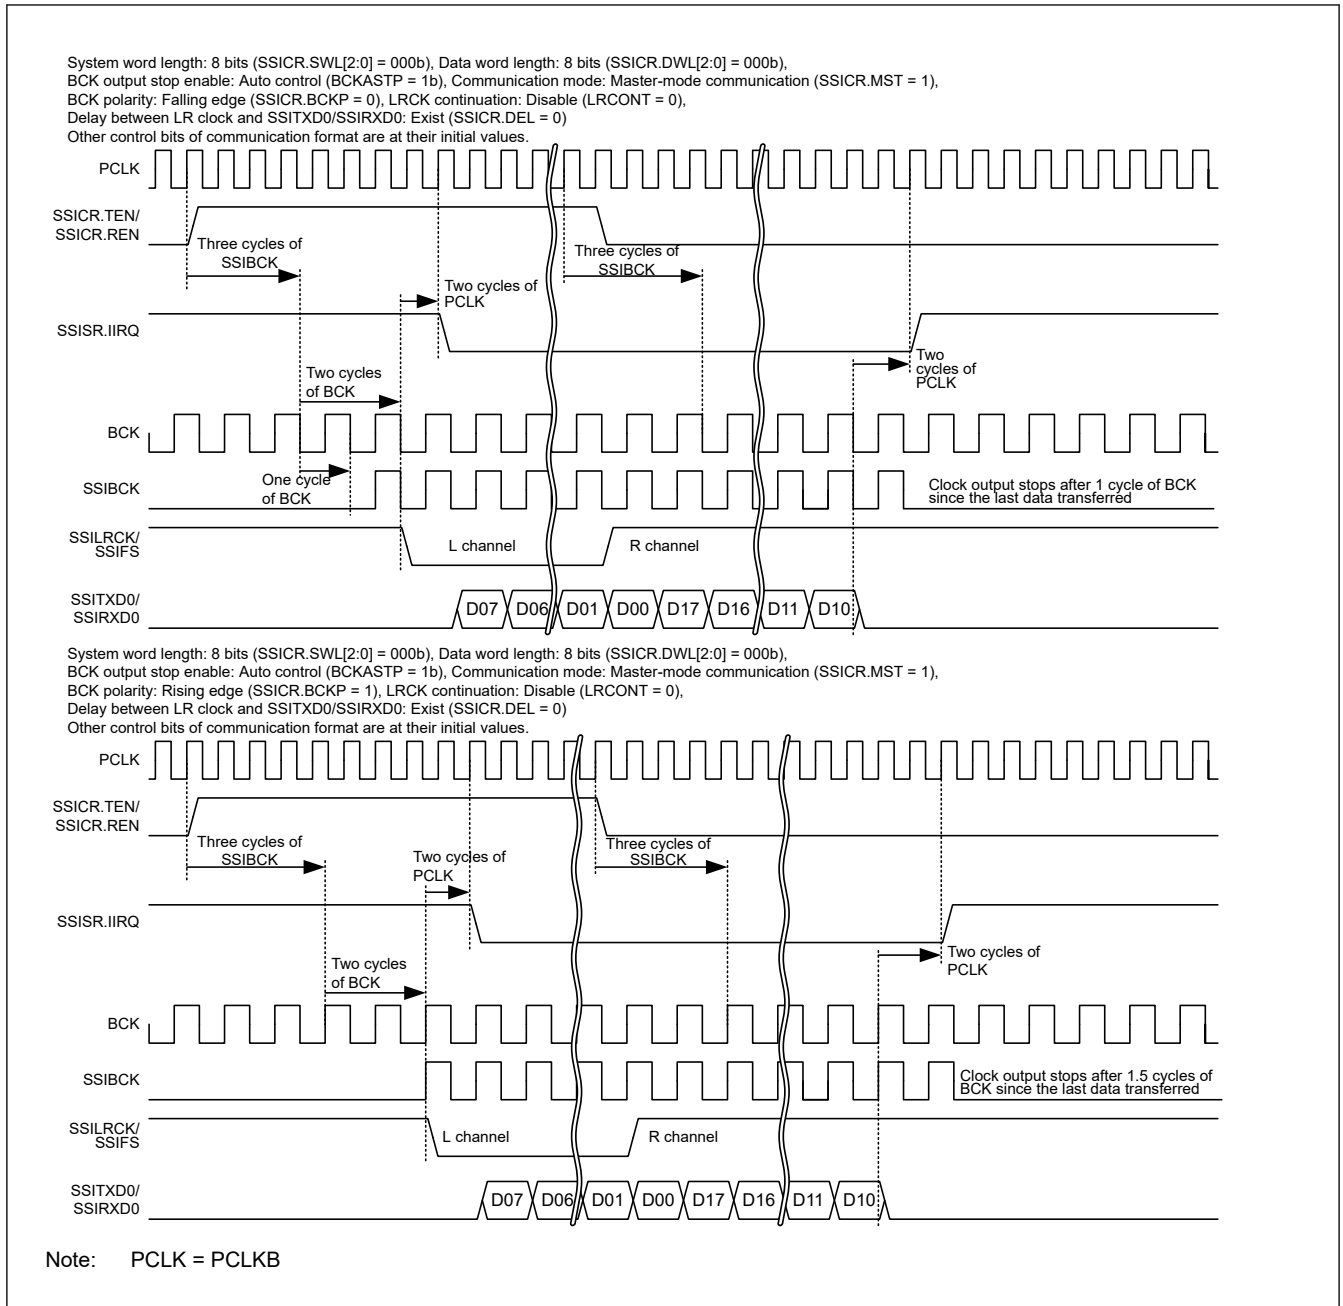 System word length: 8 bits (SSICR.SWL[2:0] = 000b), Data word length: 8 bits (SSICR.DWL[2:0] = 000b),
BCK output stop enable: Auto control (BCKASTP = 1b), Communication mode: Master-mode communication (SSICR.MST = 1),
BCK polarity: Falling edge (SSICR.BCKP = 0), LRCK continuation: Disable (LRCONT = 0),
Delay between LR clock and SSITXD0/SSIRXD0: Exist (SSICR.DEL = 0)
Other control bits of communication format are at their initial values.
PCLK
SSICR.TEN/
SSICR.REN
Three cycles of
SSIBCK
Three cycles of
SSIBCK
Two cycles of
PCLK
SSISR.IIRQ
Two
cycles of
PCLK
Two cycles
of BCK
BCK
One cycle
of BCK
SSIBCK
Clock output stops after 1 cycle of BCK
since the last data transferred
SSILRCK/
SSIFS
L channel
R channel
SSITXD0/
SSIRXD0
D07 D06 D01 D00 D17 D16 D11 D10
System word length: 8 bits (SSICR.SWL[2:0] = 000b), Data word length: 8 bits (SSICR.DWL[2:0] = 000b),
BCK output stop enable: Auto control (BCKASTP = 1b), Communication mode: Master-mode communication (SSICR.MST = 1),
BCK polarity: Rising edge (SSICR.BCKP = 1), LRCK continuation: Disable (LRCONT = 0),
Delay between LR clock and SSITXD0/SSIRXD0: Exist (SSICR.DEL = 0)
Other control bits of communication format are at their initial values.
PCLK
SSICR.TEN/
SSICR.REN
Three cycles of
SSIBCK
Two cycles of
PCLK
Three cycles of
SSIBCK
SSISR.IIRQ
Two cycles of
PCLK
Two cycles
of BCK
BCK
SSIBCK
Clock output stops after 1.5 cycles of
BCK since the last data transferred
SSILRCK/
SSIFS
L channel
R channel
SSITXD0/
SSIRXD0
D07 D06 D01 D00 D17 D16 D11 D10
Note: PCLK = PCLKB